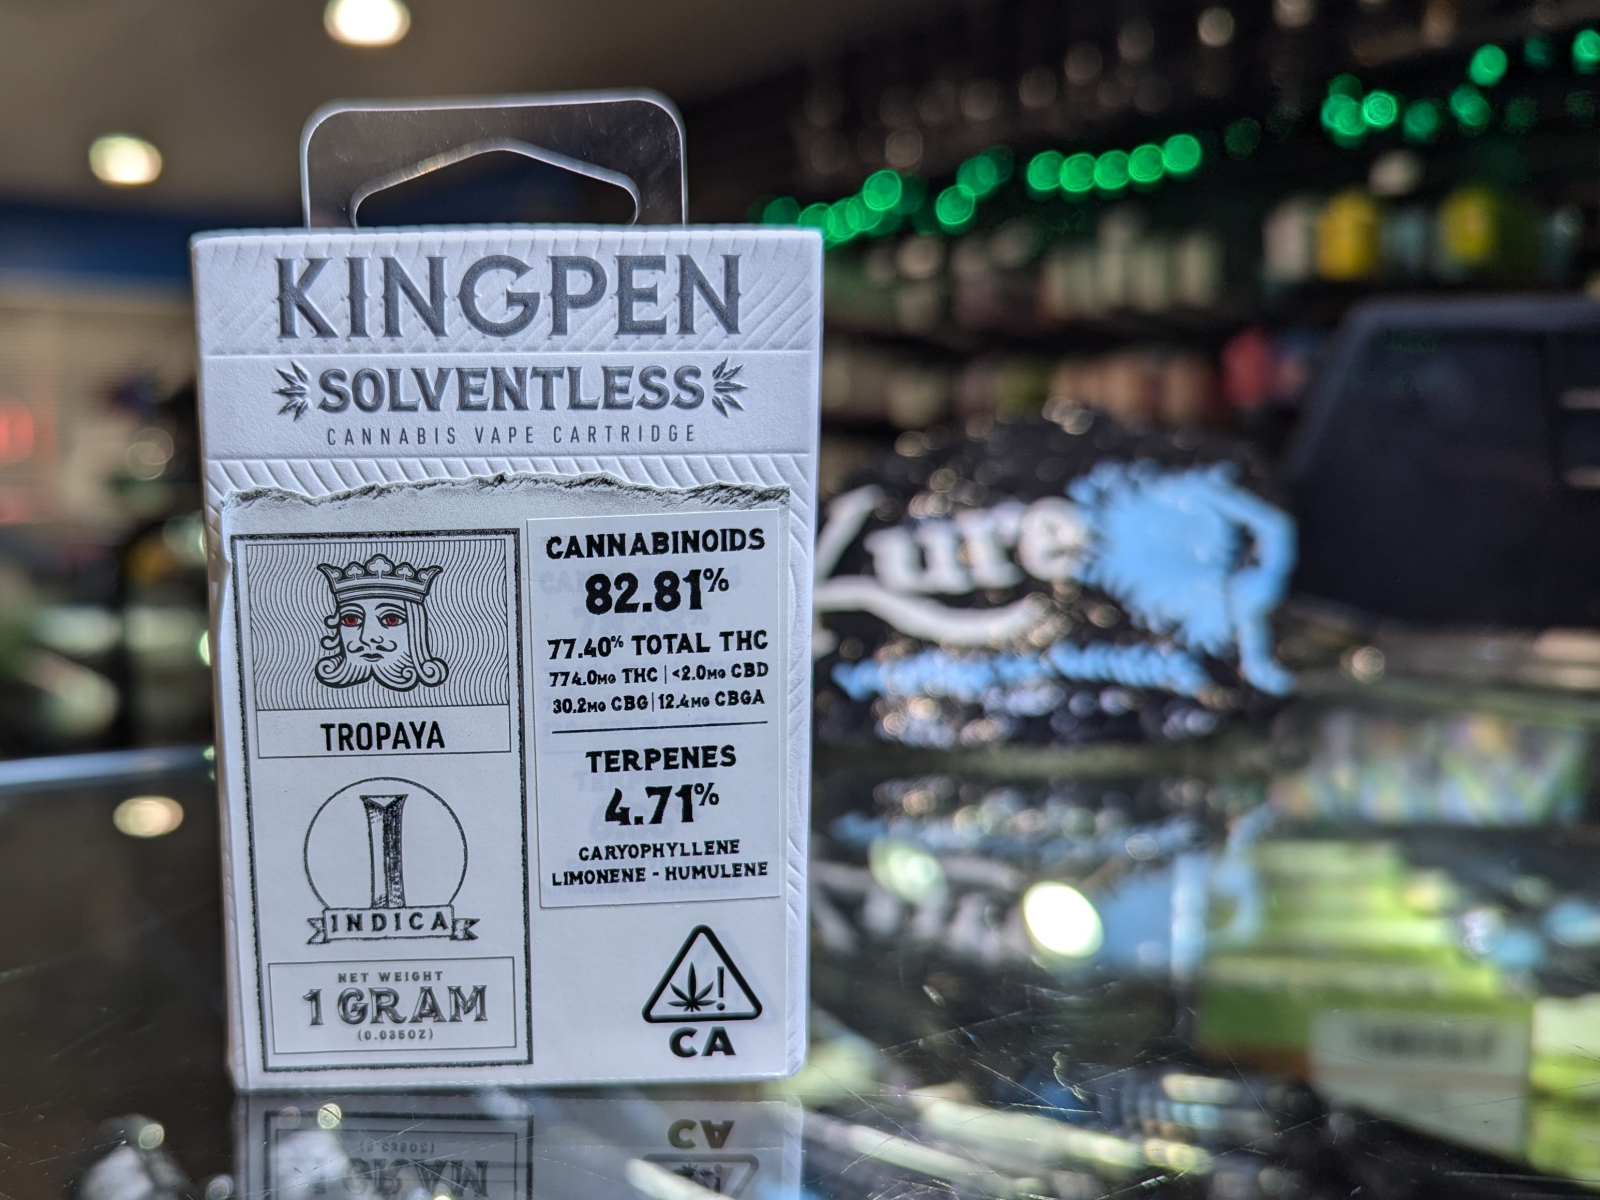 KINGPEN
SOLVENTLESS
CANNABIS VAPE CARTRIDGE
TROPAYA
INDICA
NET WEIGHT
1 GRAM
(0.035OZ)
CANNABINOIDS
82.81%
77.40% TOTAL THC
774.0MG THC | <2.0MG CBD
30.2MG CBG | 12.4MG CBGA
TERPENES
4.71%
CARYOPHYLLENE
LIMONENE - HUMULENE
!
CA
Lure